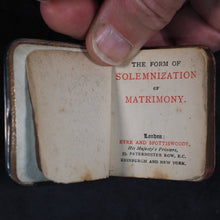 THE FORM OF
SOLEMNIZATION
OF
MATRIMONY.
London:
EYRE AND SPOTTISWOODE,
Her Majesty's Printers,
33, PATERNOSTER ROW, E.C.
EDINBURGH AND NEW YORK.